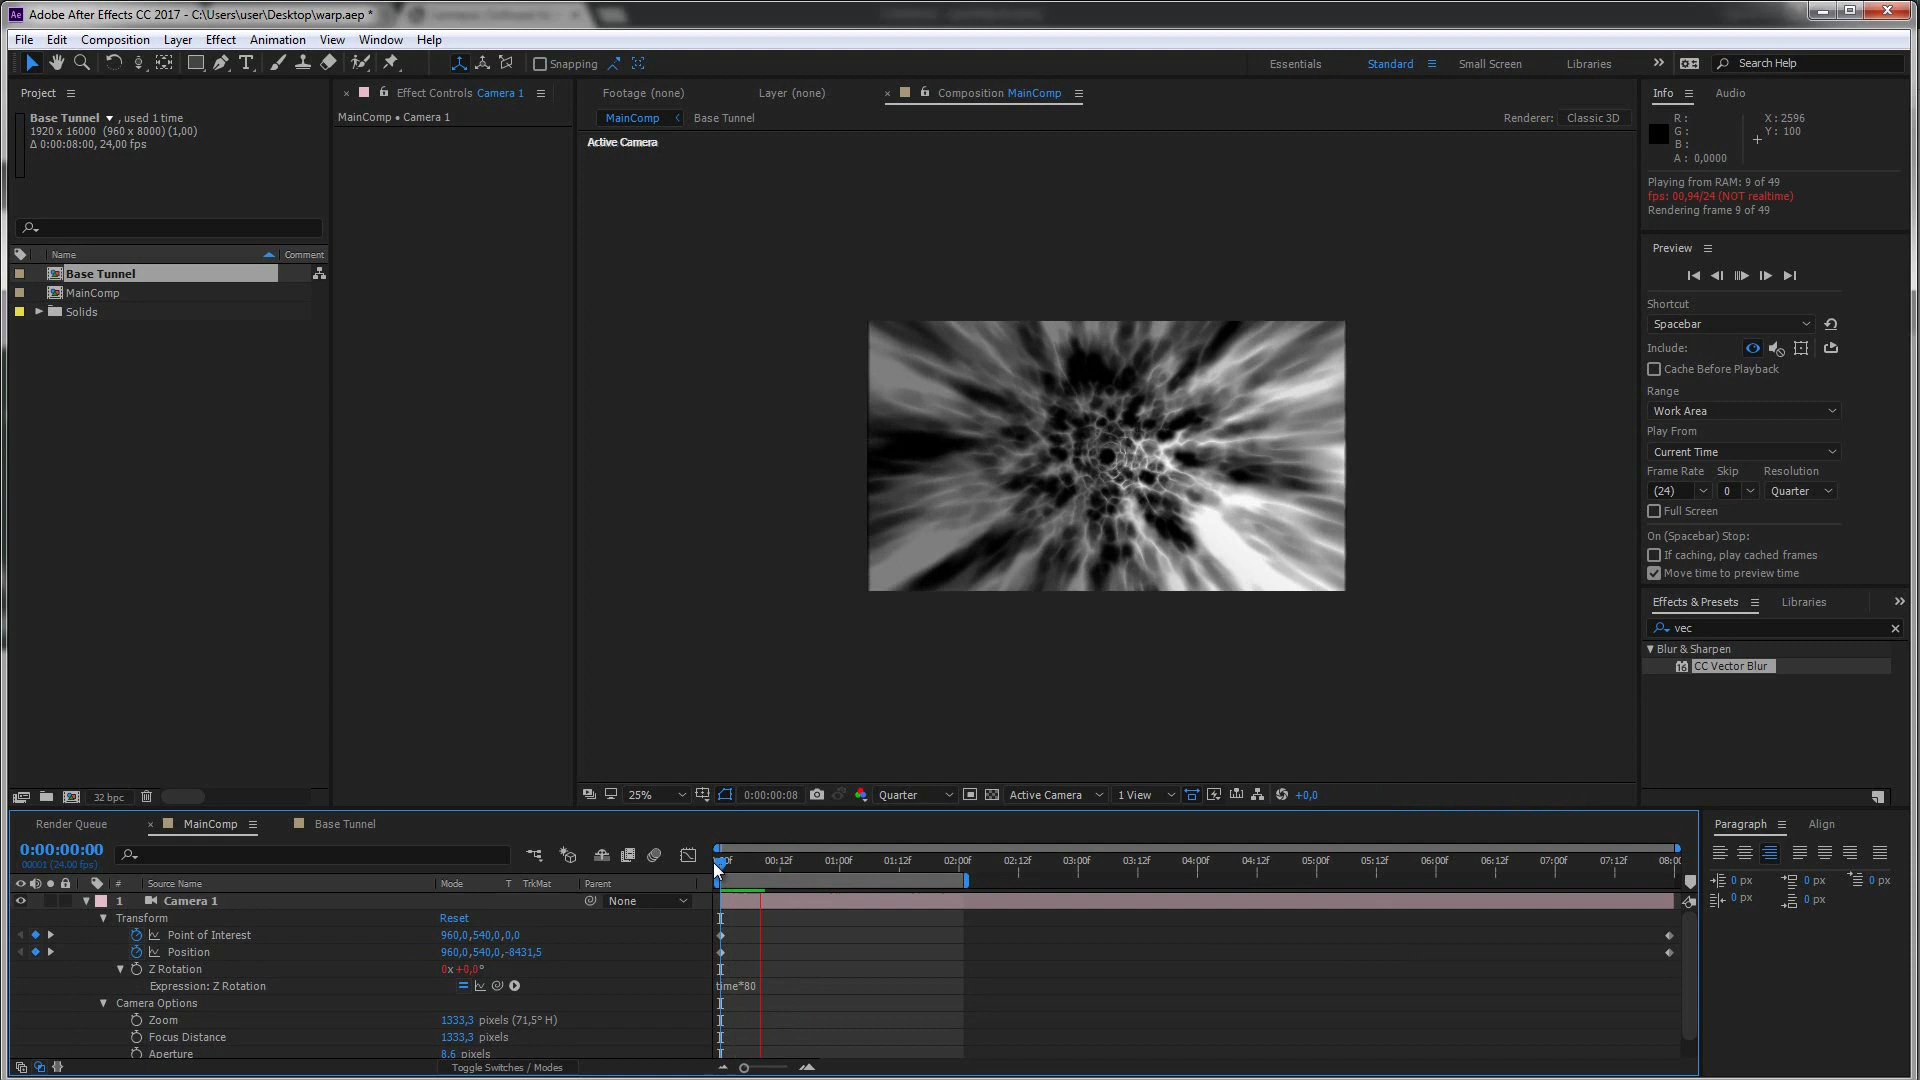 Adobe After Effects CC 2017 - C:\Users\user\Desktop\warp.aep *
File Edit Composition Layer Effect Animation View Window Help
Snapping
Essentials Standard Small Screen Libraries
Search Help
Project
Base Tunnel , used 1 time
1920 x 16000 (960 x 8000) (1,00)
Δ 0:00:08:00, 24,00 fps
Name Comment
Base Tunnel
MainComp
Solids
32 bpc
Effect Controls Camera 1
MainComp • Camera 1
Footage (none) Layer (none) Composition MainComp
MainComp Base Tunnel
Renderer: Classic 3D
Active Camera
25% 0:00:00:08 Quarter Active Camera 1 View +0,0
Info Audio
R :
G :
B :
A : 0,0000
X : 2596
Y : 100
Playing from RAM: 9 of 49
fps: 00,94/24 (NOT realtime)
Rendering frame 9 of 49
Preview
Shortcut
Spacebar
Include:
Cache Before Playback
Range
Work Area
Play From
Current Time
Frame Rate Skip Resolution
(24) 0 Quarter
Full Screen
On (Spacebar) Stop:
If caching, play cached frames
Move time to preview time
Effects & Presets Libraries
vec
Blur & Sharpen
CC Vector Blur
Render Queue MainComp Base Tunnel
0:00:00:00
00001 (24.00 fps)
00f 00:12f 01:00f 01:12f 02:00f 02:12f 03:00f 03:12f 04:00f 04:12f 05:00f 05:12f 06:00f 06:12f 07:00f 07:12f 08:0
# Source Name Mode T TrkMat Parent
1 Camera 1 None
Transform Reset
Point of Interest 960,0,540,0,0,0
Position 960,0,540,0,-8431,5
Z Rotation 0x+0,0°
Expression: Z Rotation time*80
Camera Options
Zoom 1333,3 pixels (71,5° H)
Focus Distance 1333,3 pixels
Aperture 8,6 pixels
Toggle Switches / Modes
Paragraph Align
0 px 0 px 0 px
0 px 0 px